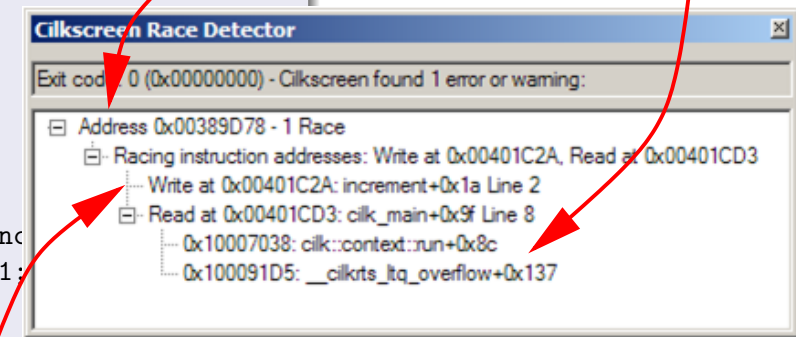 Cilkscreen Race Detector
Exit code: 0 (0x00000000) - Cilkscreen found 1 error or warning:
Address 0x00389D78 - 1 Race
Racing instruction addresses: Write at 0x00401C2A, Read at 0x00401CD3
Write at 0x00401C2A: increment+0x1a Line 2
Read at 0x00401CD3: cilk_main+0x9f Line 8
nc
0x10007038: cilk::context::run+0x8c
1:
0x100091D5: __cilkrts_ltq_overflow+0x137